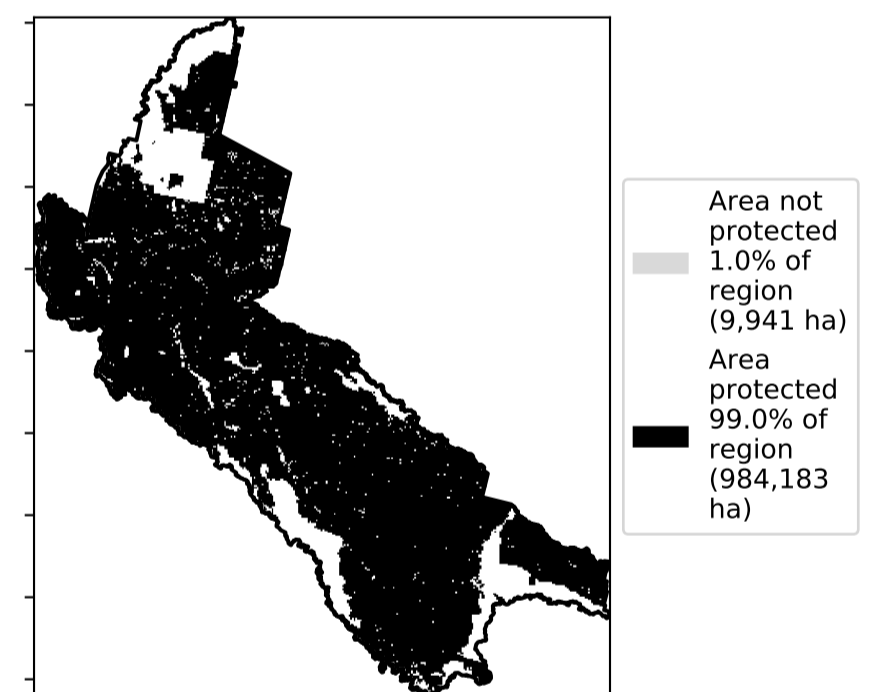 Area not
protected
1.0% of
region
(9,941 ha)
Area
protected
99.0% of
region
(984,183
ha)